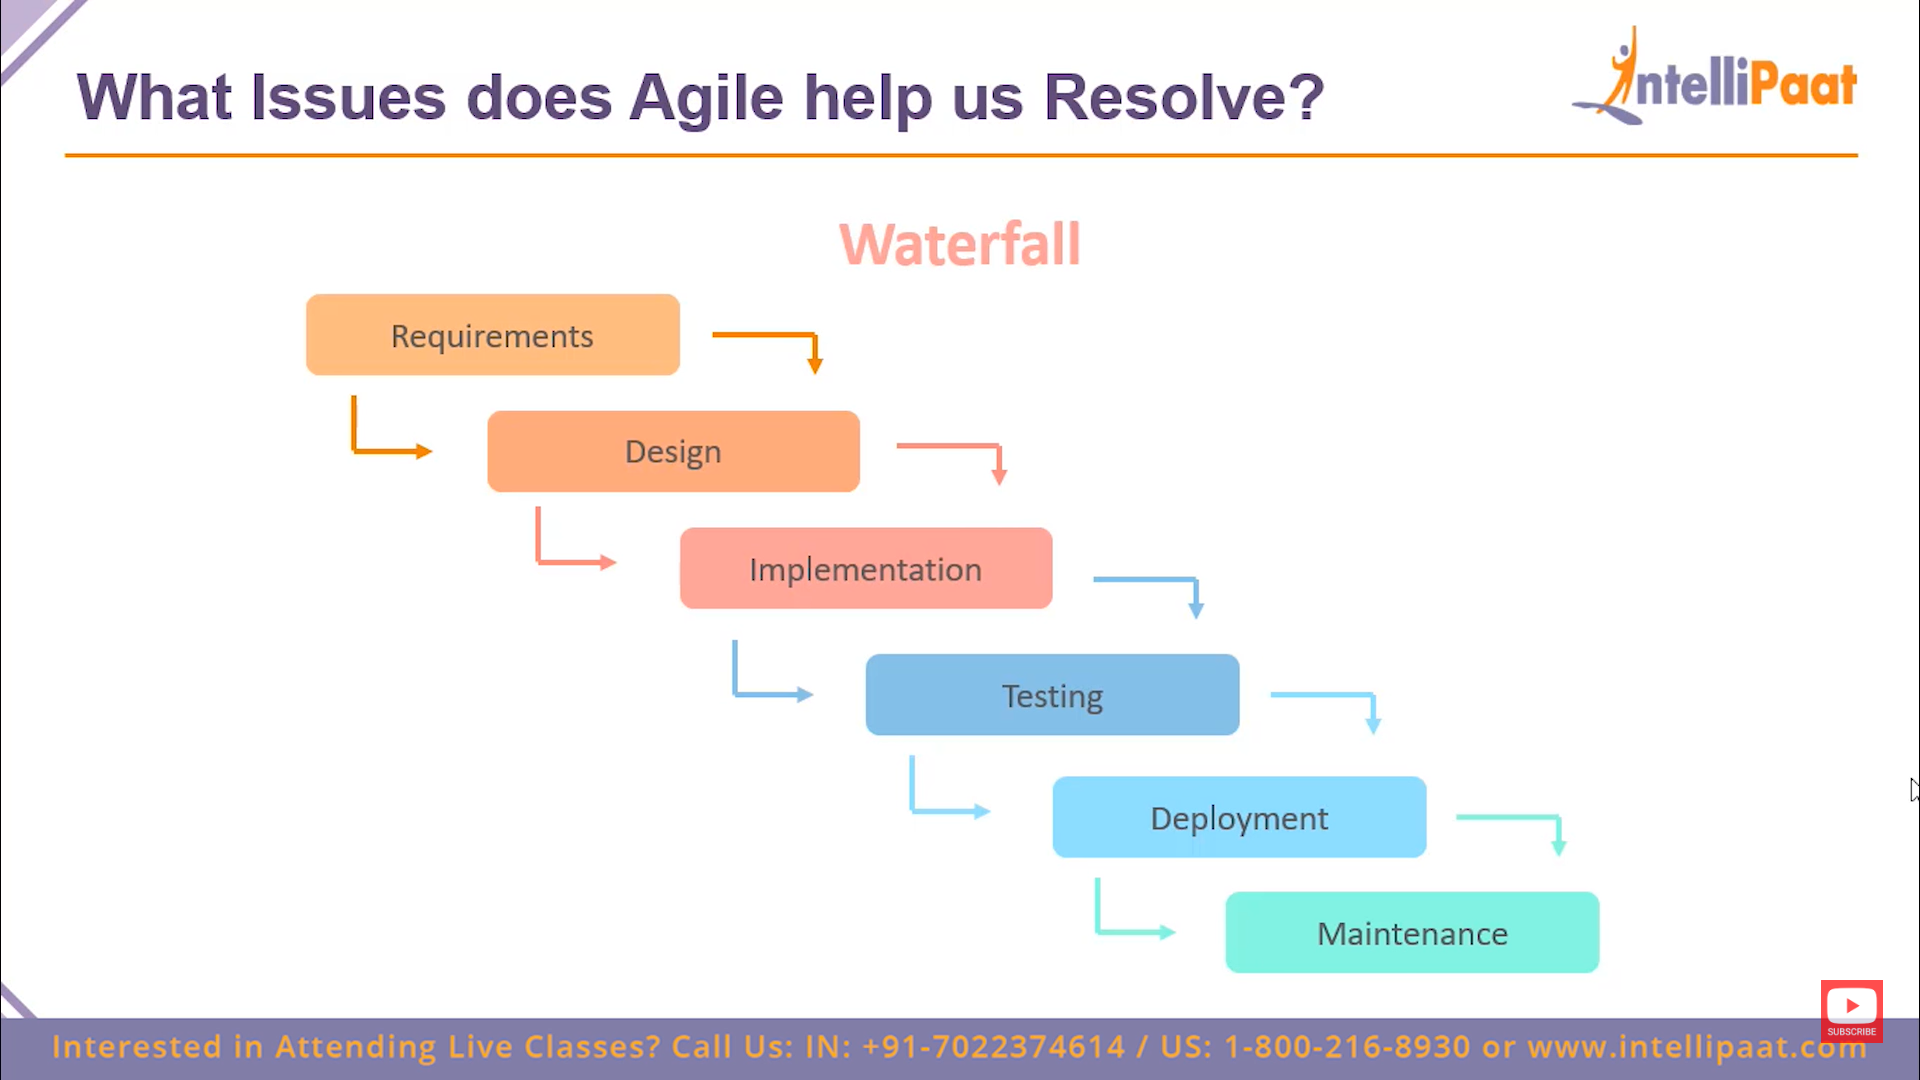 What Issues does Agile help us Resolve?
IntelliPaat
Waterfall
Requirements
Design
Implementation
Testing
Deployment
Maintenance
SUBSCRIBE
Interested in Attending Live Classes? Call Us: IN: +91-7022374614 / US: 1-800-216-8930 or www.intellipaat.com